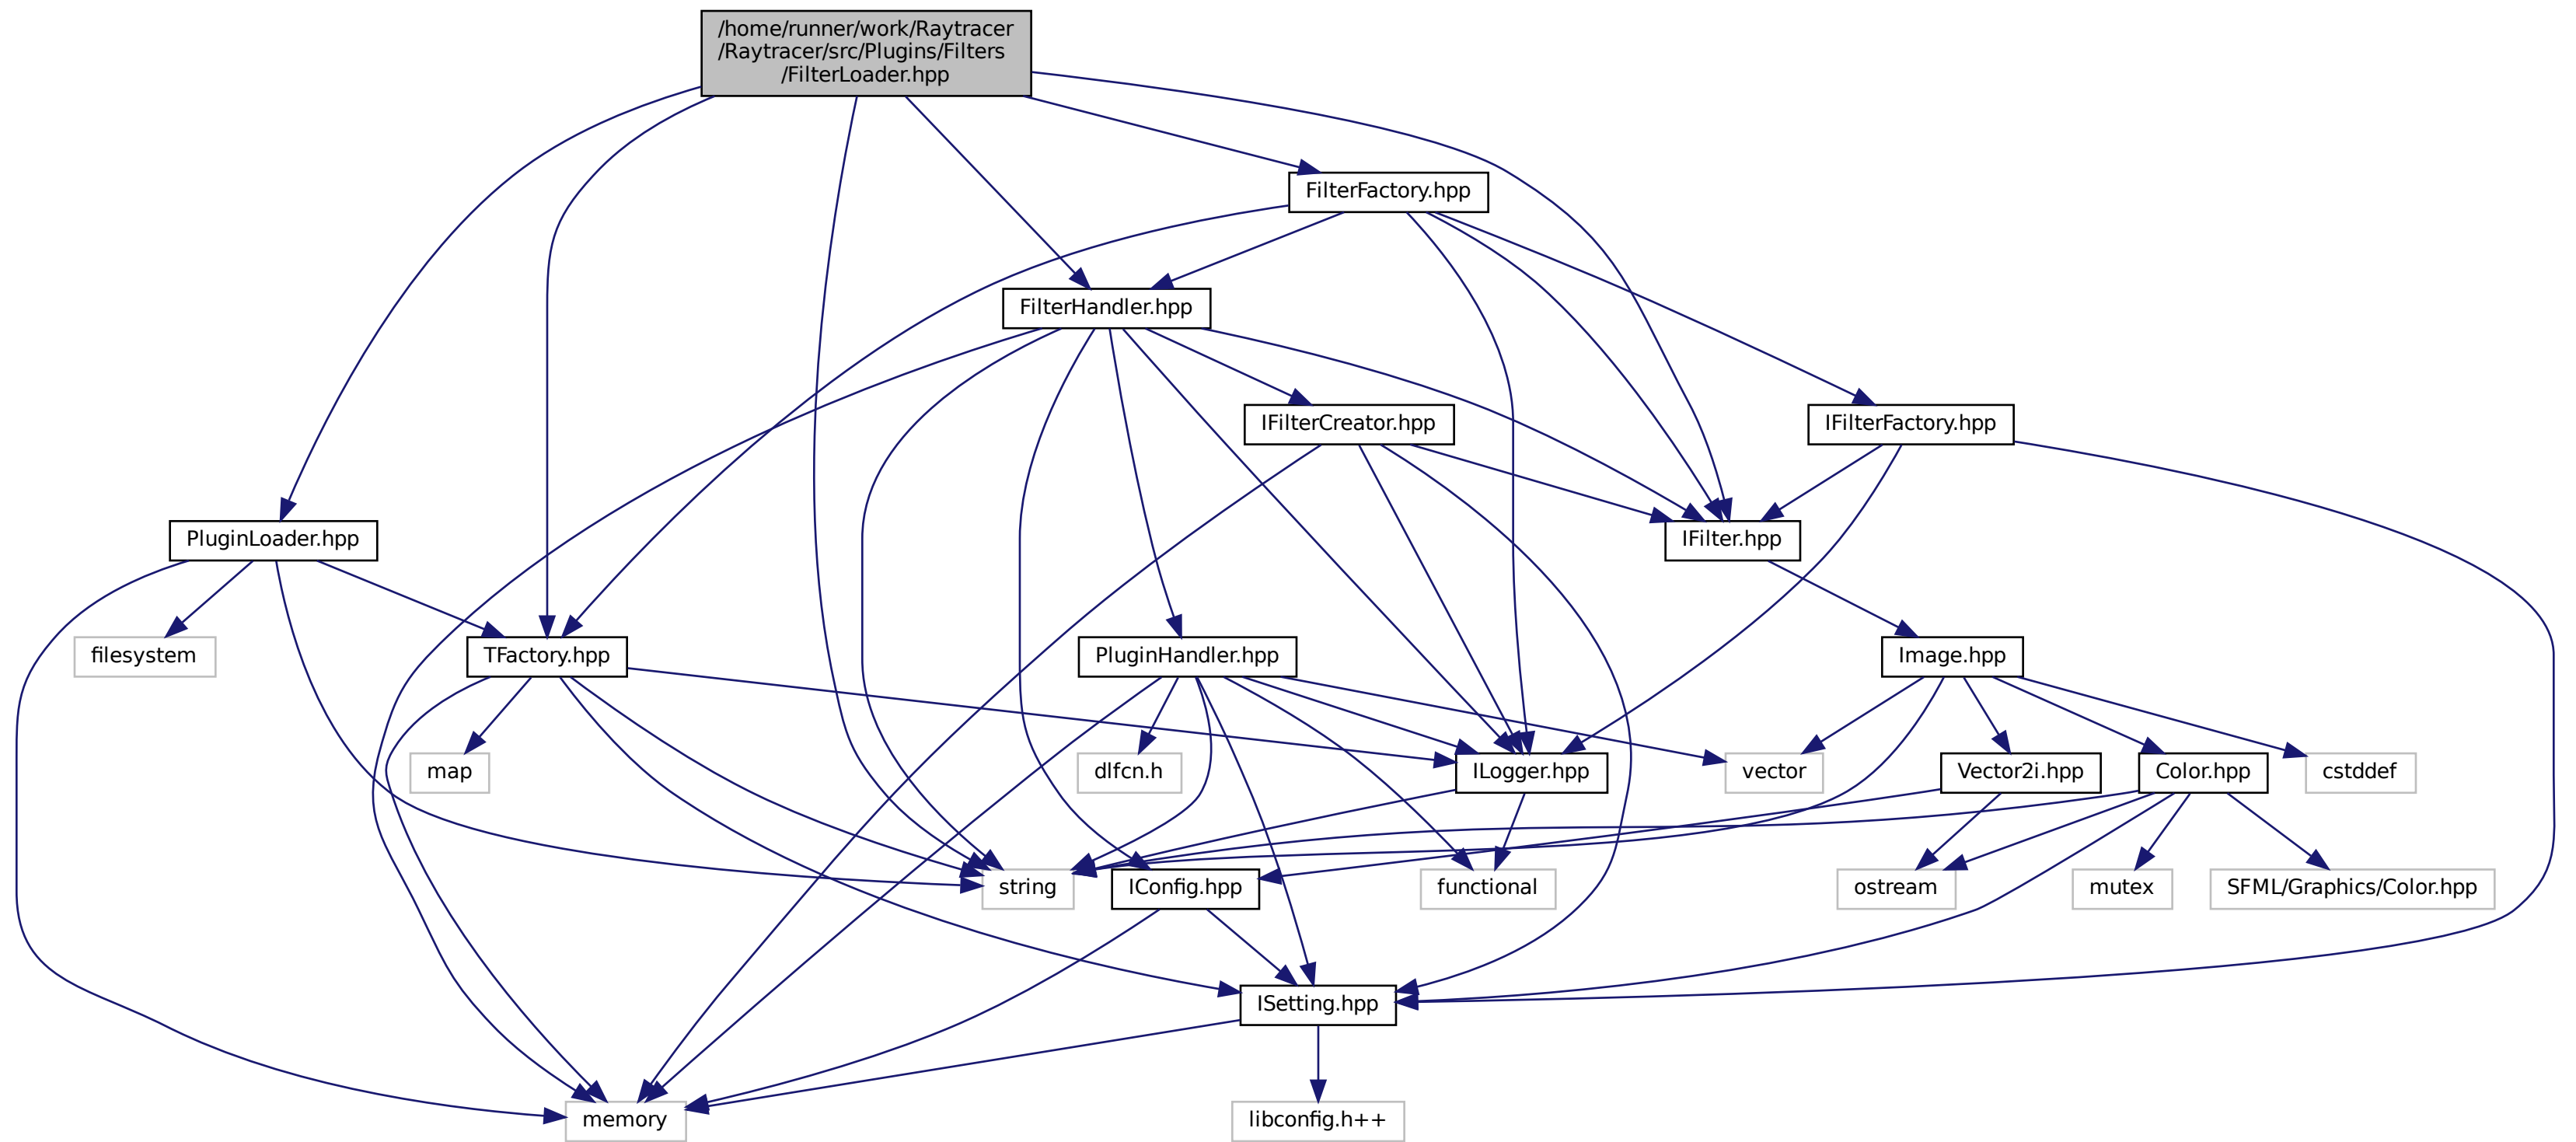 /home/runner/work/Raytracer
/Raytracer/src/Plugins/Filters
/FilterLoader.hpp
FilterFactory.hpp
FilterHandler.hpp
IFilterCreator.hpp
IFilterFactory.hpp
PluginLoader.hpp
IFilter.hpp
filesystem
TFactory.hpp
PluginHandler.hpp
Image.hpp
map
dlfcn.h
ILogger.hpp
vector
Vector2i.hpp
Color.hpp
cstddef
string
IConfig.hpp
functional
ostream
mutex
SFML/Graphics/Color.hpp
ISetting.hpp
memory
libconfig.h++